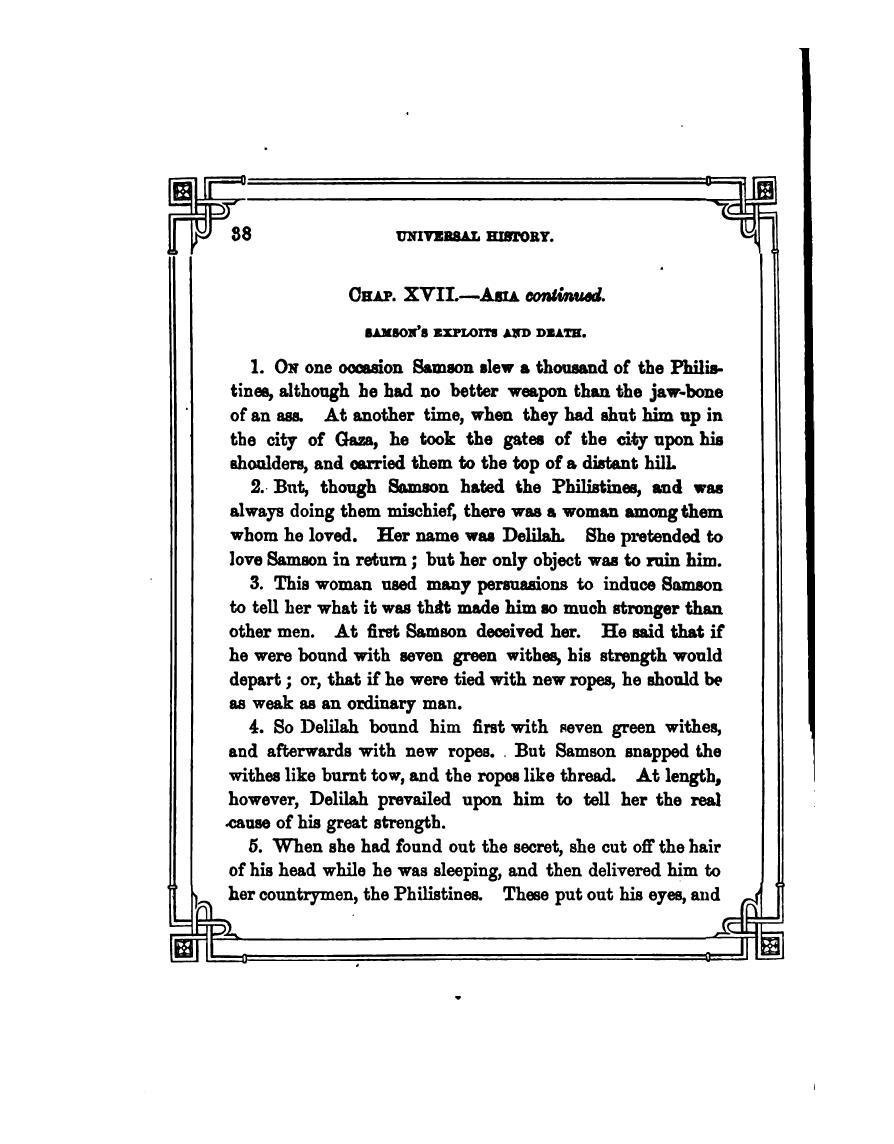 38 UNIVERSAL HISTORY.
CHAP. XVII.—ASIA continued.
SAMSON'S EXPLOITS AND DEATH.
1. ON one occasion Samson slew a thousand of the Philis-
tines, although he had no better weapon than the jaw-bone
of an ass. At another time, when they had shut him up in
the city of Gaza, he took the gates of the city upon his
shoulders, and carried them to the top of a distant hill.
2. But, though Samson hated the Philistines, and was
always doing them mischief, there was a woman among them
whom he loved. Her name was Delilah. She pretended to
love Samson in return; but her only object was to ruin him.
3. This woman used many persuasions to induce Samson
to tell her what it was that made him so much stronger than
other men. At first Samson deceived her. He said that if
he were bound with seven green withes, his strength would
depart; or, that if he were tied with new ropes, he should be
as weak as an ordinary man.
4. So Delilah bound him first with seven green withes,
and afterwards with new ropes. But Samson snapped the
withes like burnt tow, and the ropes like thread. At length,
however, Delilah prevailed upon him to tell her the real
cause of his great strength.
5. When she had found out the secret, she cut off the hair
of his head while he was sleeping, and then delivered him to
her countrymen, the Philistines. These put out his eyes, and